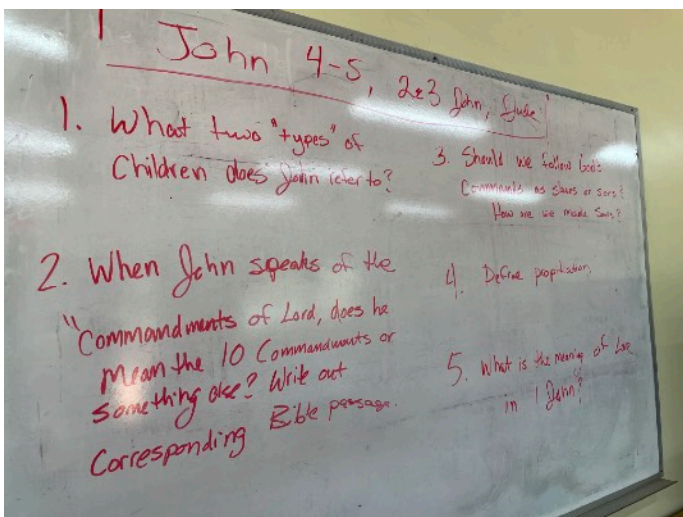 1 John 4-5, 2&3 John, Jude
1. What two "types" of
Children does John refer to?
2. When John speaks of the
"Commandments of Lord, does he
mean the 10 Commandments or
something else? Write out
Corresponding Bible passage.
3. Should we follow God's
Commands as slaves or sons?
How are we made Sons?
4. Define propitiation,
5. What is the meaning of Love
in 1 John?